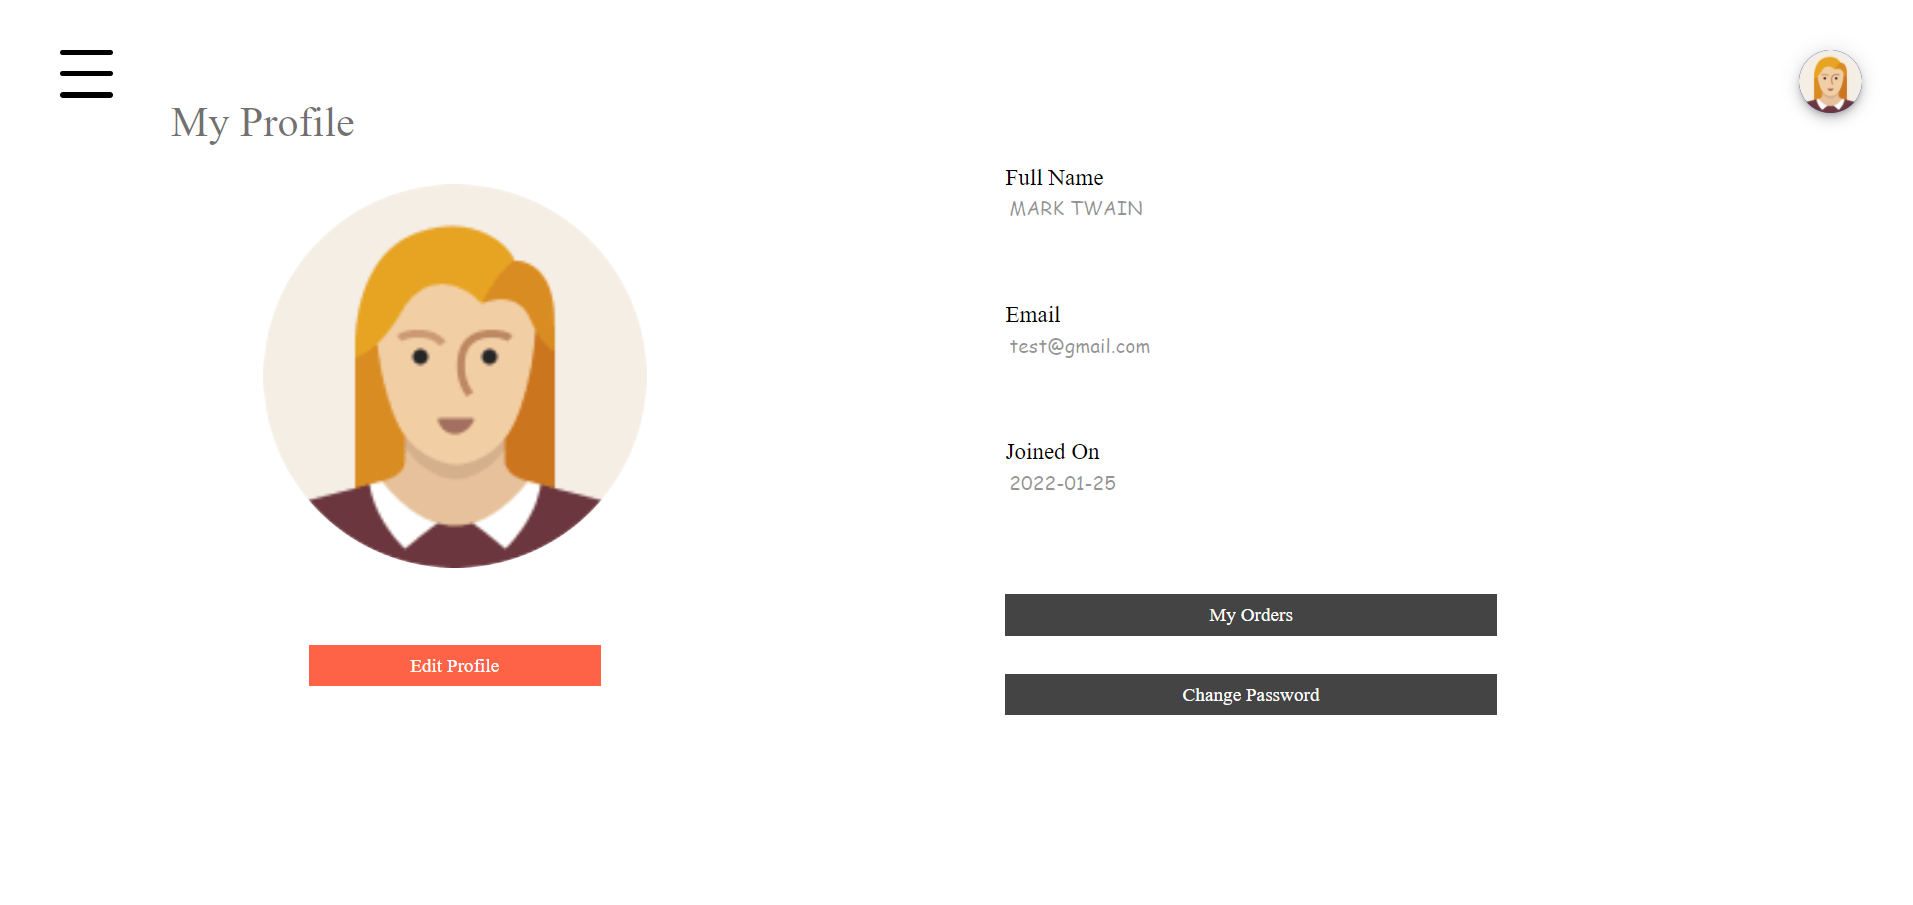 My Profile
Full Name
MARK TWAIN
Email
test@gmail.com
Joined On
2022-01-25
My Orders
Edit Profile
Change Password